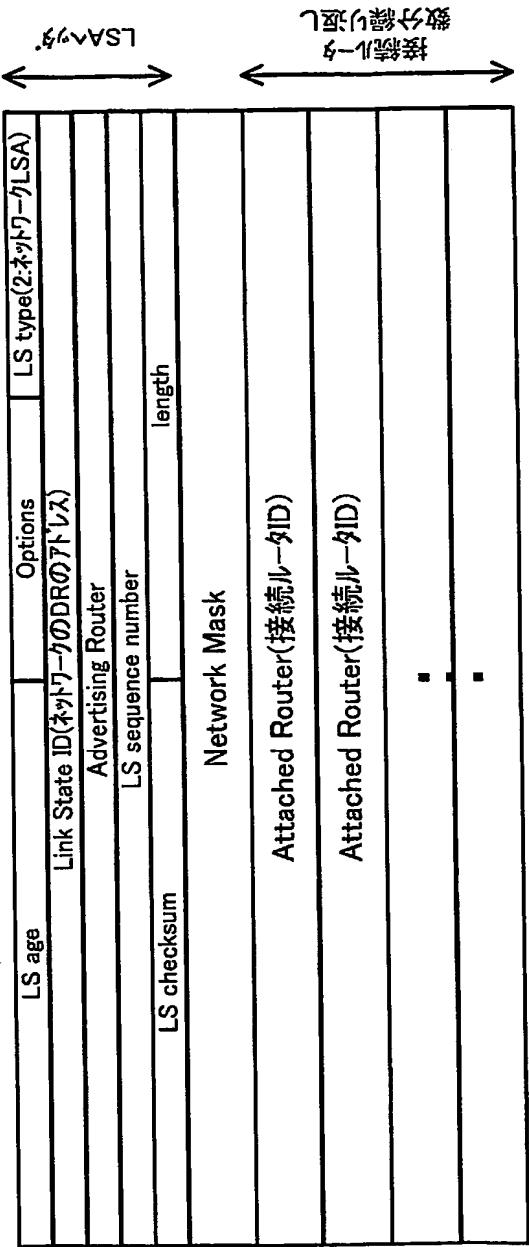 LS age
Options
LS type(2:ネットワークLSA)
Link State ID(ネットワークのDRのアドレス)
Advertising Router
LS sequence number
LS checksum
length
Network Mask
Attached Router(接続ルータID)
Attached Router(接続ルータID)
LSAヘッダ
接続ルータ
数分繰り返し